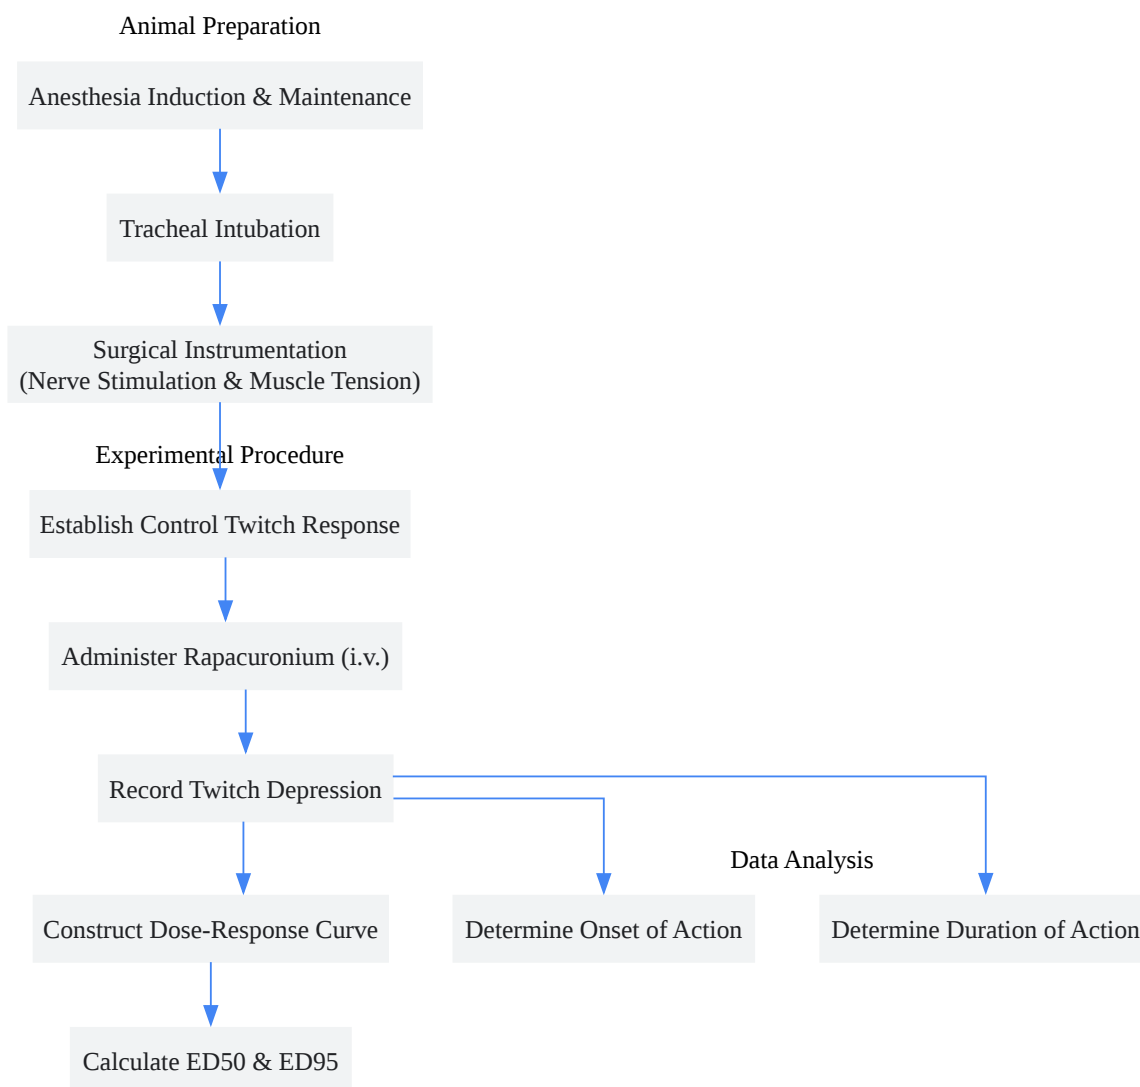 Animal Preparation
Anesthesia Induction & Maintenance
Tracheal Intubation
Surgical Instrumentation
(Nerve Stimulation & Muscle Tension)
Experimental Procedure
Establish Control Twitch Response
Administer Rapacuronium (i.v.)
Record Twitch Depression
Data Analysis
Construct Dose-Response Curve
Determine Onset of Action
Determine Duration of Action
Calculate ED50 & ED95